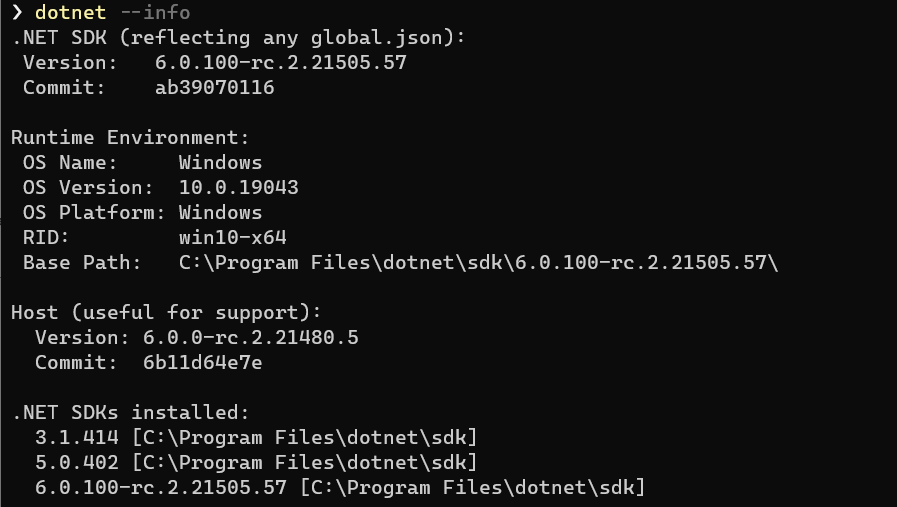 ❯ dotnet --info
.NET SDK (reflecting any global.json):
 Version:   6.0.100-rc.2.21505.57
 Commit:    ab39070116

Runtime Environment:
 OS Name:     Windows
 OS Version:  10.0.19043
 OS Platform: Windows
 RID:         win10-x64
 Base Path:   C:\Program Files\dotnet\sdk\6.0.100-rc.2.21505.57\

Host (useful for support):
  Version: 6.0.0-rc.2.21480.5
  Commit:  6b11d64e7e

.NET SDKs installed:
  3.1.414 [C:\Program Files\dotnet\sdk]
  5.0.402 [C:\Program Files\dotnet\sdk]
  6.0.100-rc.2.21505.57 [C:\Program Files\dotnet\sdk]